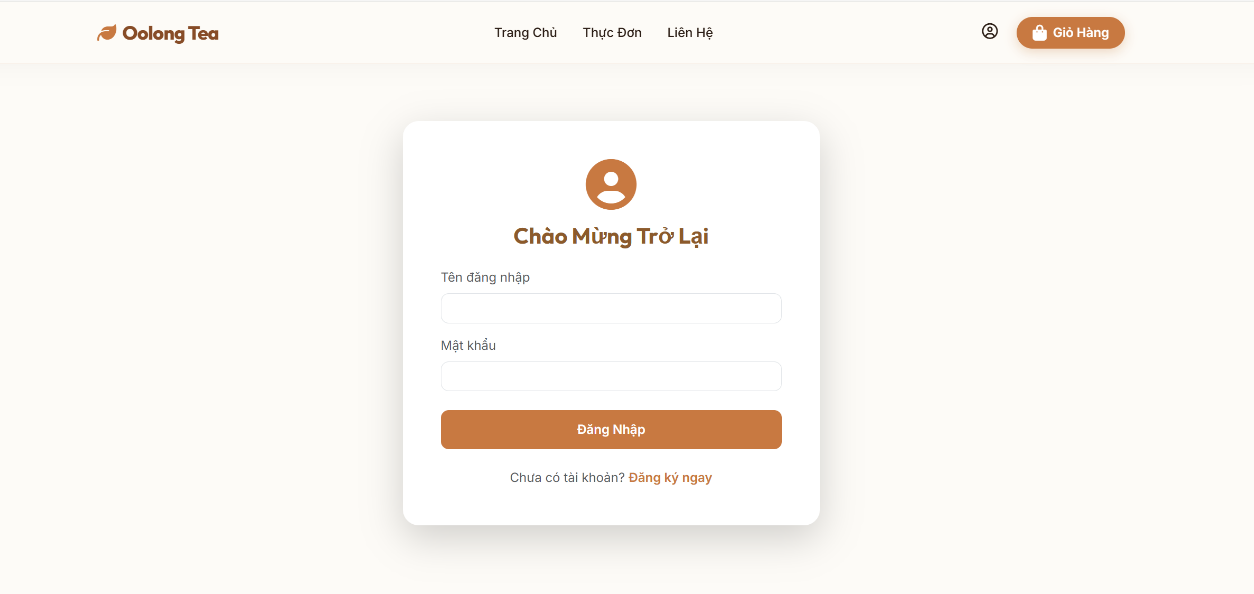 Oolong Tea
Trang Chủ
Thực Đơn
Liên Hệ
Giỏ Hàng
Chào Mừng Trở Lại
Tên đăng nhập
Mật khẩu
Đăng Nhập
Chưa có tài khoản? Đăng ký ngay